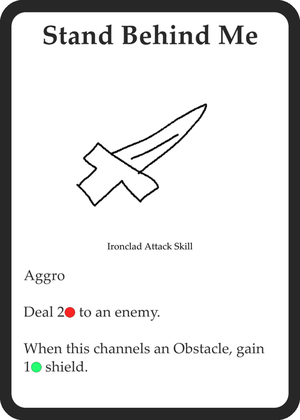 Stand Behind Me
Ironclad Attack Skill
Aggro
Deal 2🔴 to an enemy.
When this channels an Obstacle, gain
1🟢 shield.